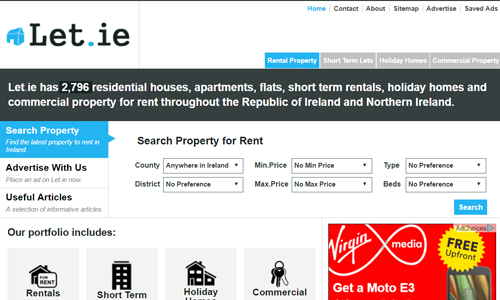 Home | Contact | About | Sitemap | Advertise | Saved Ads
Let.ie
Rental Property Short Term Lets Holiday Homes Commercial Property
Let.ie has 2,796 residential houses, apartments, flats, short term rentals, holiday homes and
commercial property for rent throughout the Republic of Ireland and Northern Ireland.
Search Property
Find the latest property to rent in
Ireland
Advertise With Us
Place an ad on Let.ie now.
Useful Articles
A selection of informative articles.
Search Property for Rent
County Anywhere in Ireland Min.Price No Min Price Type No Preference
District No Preference Max.Price No Max Price Beds No Preference
Search
Our portfolio includes:
FOR
RENT
Rentals
Short Term
Holiday
Homes
Commercial
AdChoices
Virgin media
FREE
Upfront
Get a Moto E3